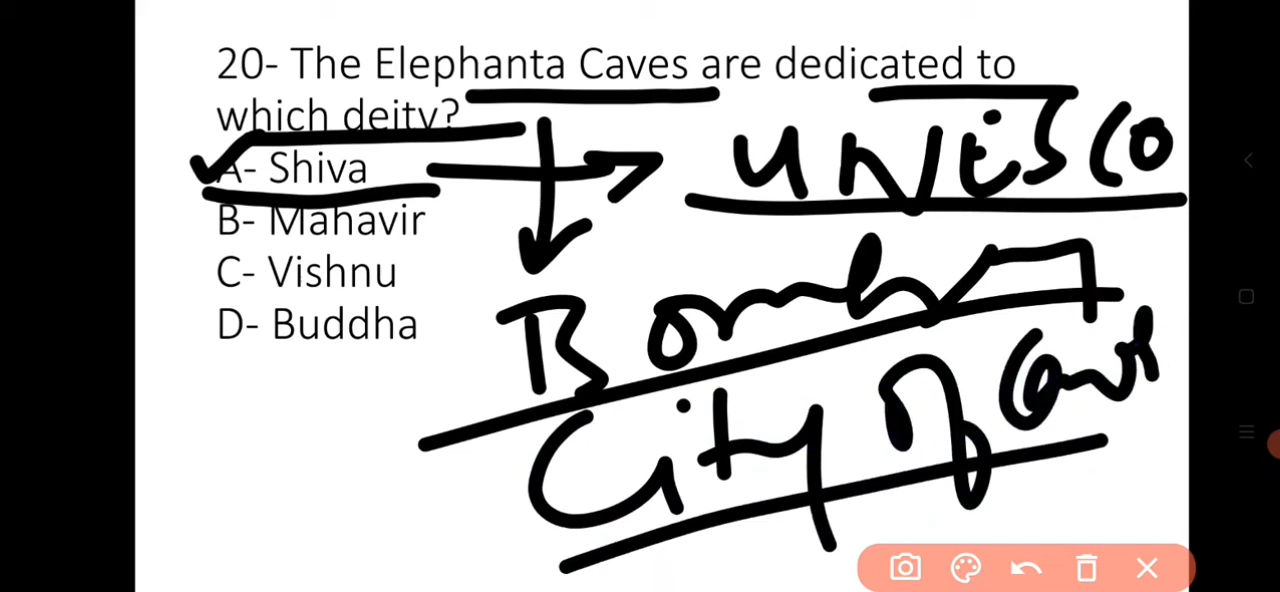 20- The Elephanta Caves are dedicated to
which deity?
A- Shiva
UNESCO
B- Mahavir
C- Vishnu
Bombay
D- Buddha
City of Caves